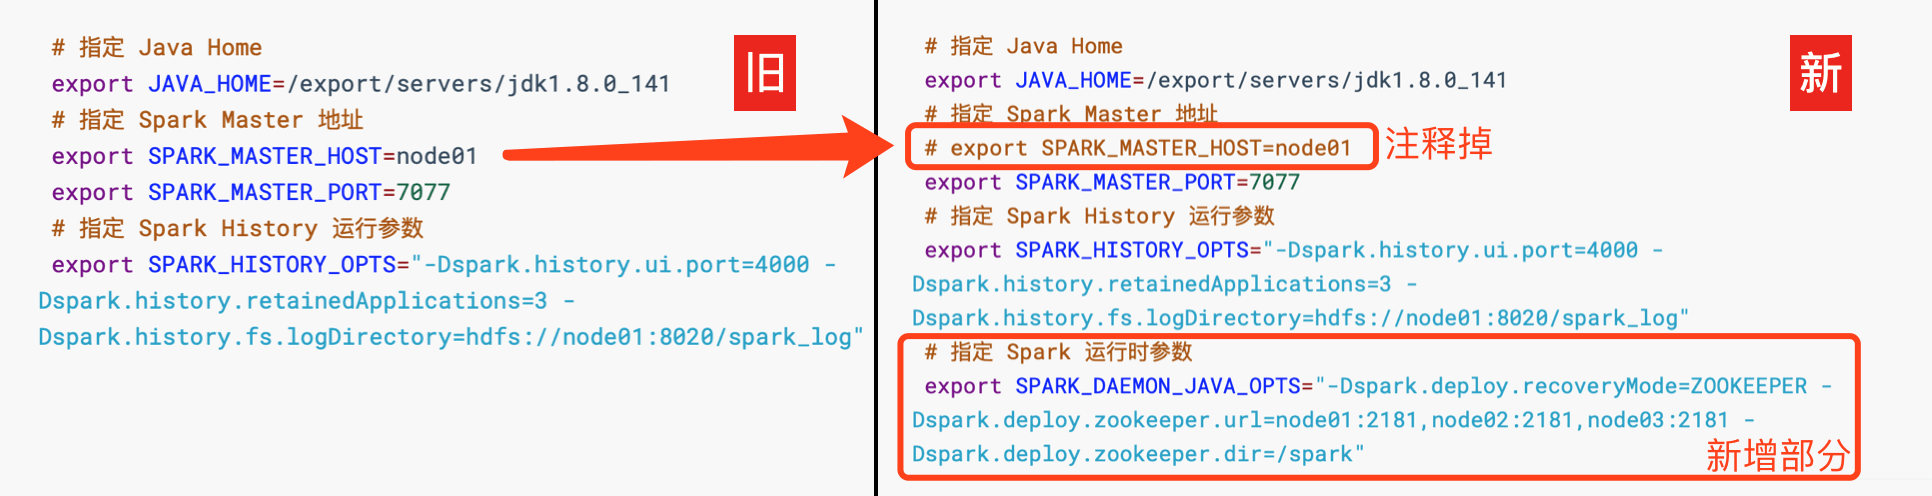 # 指定 Java Home
export JAVA_HOME=/export/servers/jdk1.8.0_141
# 指定 Spark Master 地址
export SPARK_MASTER_HOST=node01
export SPARK_MASTER_PORT=7077
# 指定 Spark History 运行参数
export SPARK_HISTORY_OPTS="-Dspark.history.ui.port=4000 -
Dspark.history.retainedApplications=3 -
Dspark.history.fs.logDirectory=hdfs://node01:8020/spark_log"
旧
# 指定 Java Home
export JAVA_HOME=/export/servers/jdk1.8.0_141
# 指定 Spark Master 地址
# export SPARK_MASTER_HOST=node01
注释掉
export SPARK_MASTER_PORT=7077
# 指定 Spark History 运行参数
export SPARK_HISTORY_OPTS="-Dspark.history.ui.port=4000 -
Dspark.history.retainedApplications=3 -
Dspark.history.fs.logDirectory=hdfs://node01:8020/spark_log"
# 指定 Spark 运行时参数
export SPARK_DAEMON_JAVA_OPTS="-Dspark.deploy.recoveryMode=ZOOKEEPER -
Dspark.deploy.zookeeper.url=node01:2181,node02:2181,node03:2181 -
Dspark.deploy.zookeeper.dir=/spark"
新增部分
新